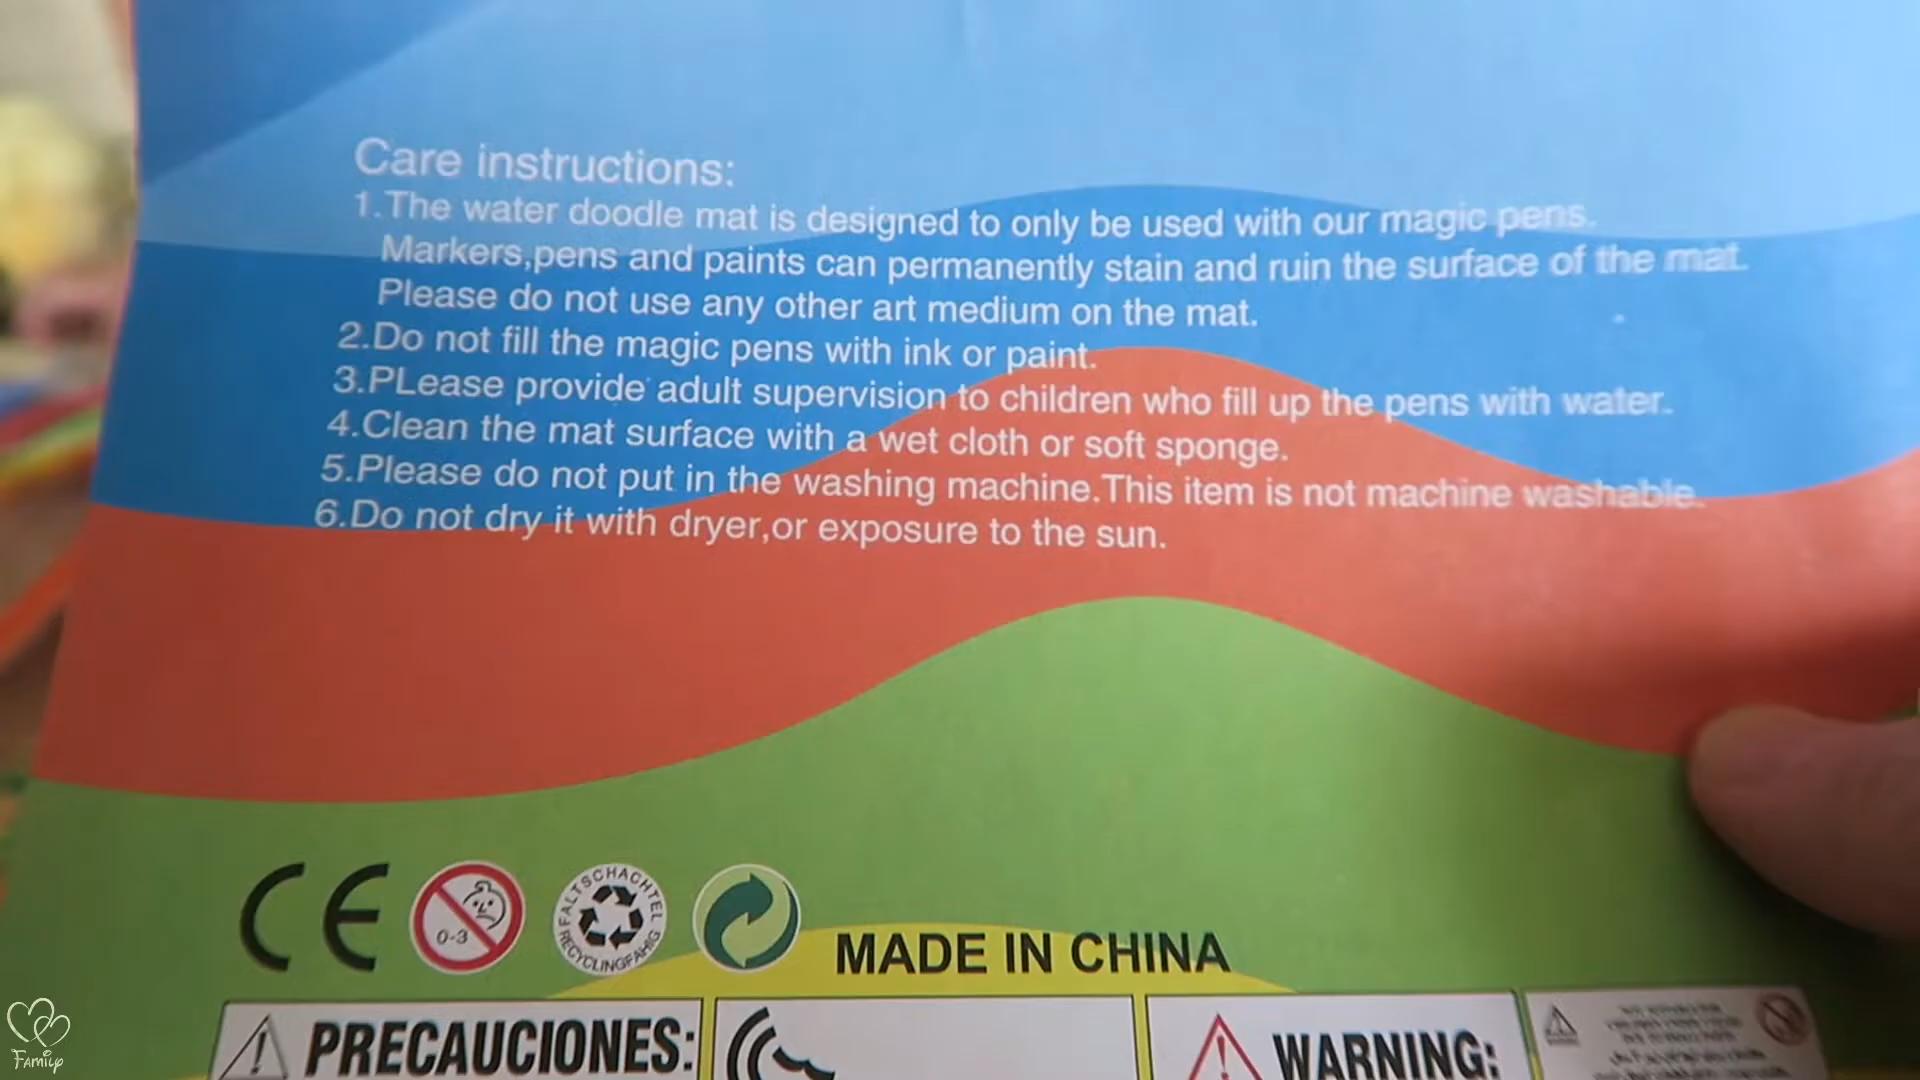 Care instructions:
1.The water doodle mat is designed to only be used with our magic pens.
Markers,pens and paints can permanently stain and ruin the surface of the mat.
Please do not use any other art medium on the mat.
2.Do not fill the magic pens with ink or paint.
3.PLease provide adult supervision to children who fill up the pens with water.
4.Clean the mat surface with a wet cloth or soft sponge.
5.Please do not put in the washing machine.This item is not machine washable.
6.Do not dry it with dryer,or exposure to the sun.
CE
0-3
FALTSCHACHTEL
RECYCLINGFÄHIG
MADE IN CHINA
PRECAUCIONES:
WARNING:
Family